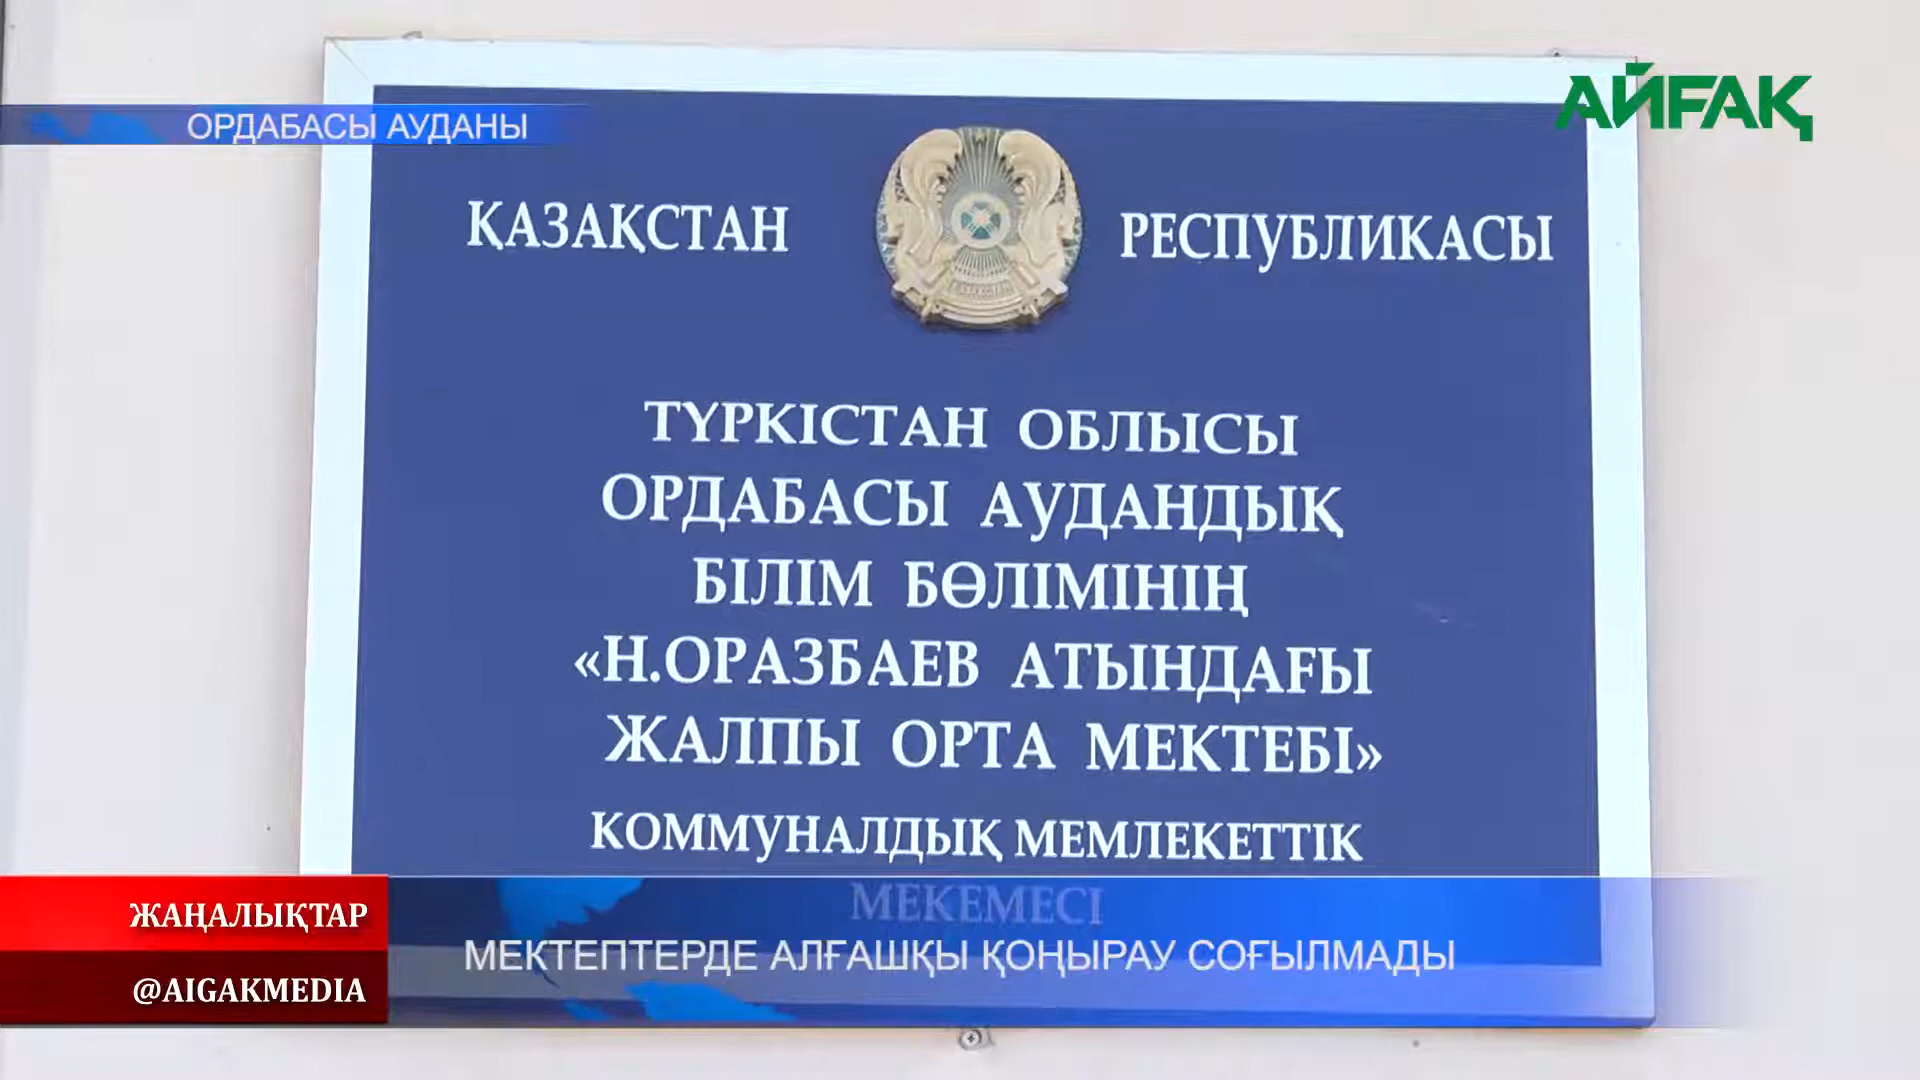 АЙҒАҚ
ОРДАБАСЫ АУДАНЫ
ҚАЗАҚСТАН РЕСПУБЛИКАСЫ
ТҮРКІСТАН ОБЛЫСЫ
ОРДАБАСЫ АУДАНДЫҚ
БІЛІМ БӨЛІМІНІҢ
«Н.ОРАЗБАЕВ АТЫНДАҒЫ
ЖАЛПЫ ОРТА МЕКТЕБІ»
КОММУНАЛДЫҚ МЕМЛЕКЕТТІК
МЕКЕМЕСІ
ЖАҢАЛЫҚТАР
МЕКТЕПТЕРДЕ АЛҒАШҚЫ ҚОҢЫРАУ СОҒЫЛМАДЫ
@AIGAKMEDIA